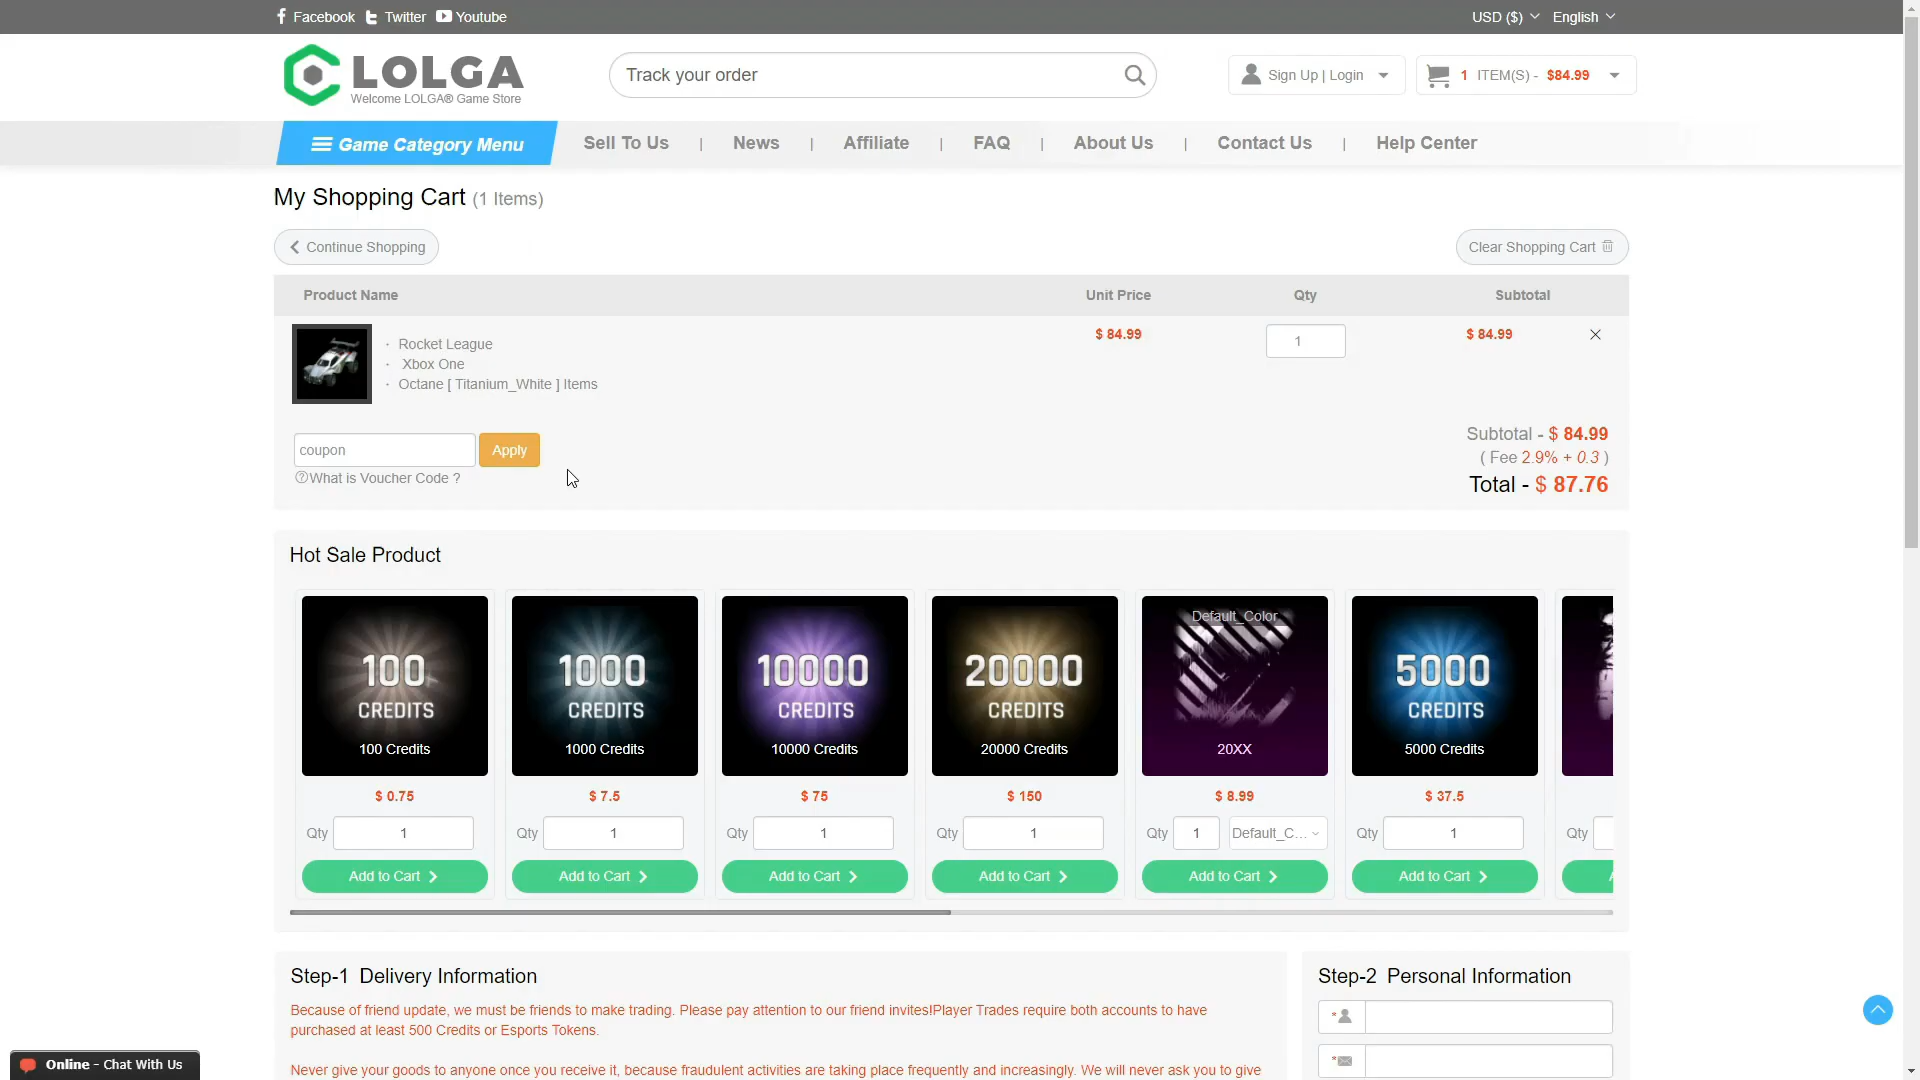 Facebook Twitter Youtube
USD ($) English
LOLGA
Welcome LOLGA® Game Store
Track your order
Sign Up | Login
1 ITEM(S) - $84.99
Game Category Menu
Sell To Us | News | Affiliate | FAQ | About Us | Contact Us | Help Center
My Shopping Cart (1 Items)
Continue Shopping
Clear Shopping Cart
Product Name Unit Price Qty Subtotal
· Rocket League
· Xbox One
· Octane [ Titanium_White ] Items
$ 84.99 1 $ 84.99
coupon Apply
What is Voucher Code ?
Subtotal - $ 84.99
( Fee 2.9% + 0.3 )
Total - $ 87.76
Hot Sale Product
100
CREDITS
100 Credits
$ 0.75
Qty 1
Add to Cart
1000
CREDITS
1000 Credits
$ 7.5
Qty 1
Add to Cart
10000
CREDITS
10000 Credits
$ 75
Qty 1
Add to Cart
20000
CREDITS
20000 Credits
$ 150
Qty 1
Add to Cart
Default_Color
20XX
$ 8.99
Qty 1 Default_C...
Add to Cart
5000
CREDITS
5000 Credits
$ 37.5
Qty 1
Add to Cart
Qty
Step-1 Delivery Information
Because of friend update, we must be friends to make trading. Please pay attention to our friend invites!Player Trades require both accounts to have
purchased at least 500 Credits or Esports Tokens.
Never give your goods to anyone once you receive it, because fraudulent activities are taking place frequently and increasingly. We will never ask you to give
Step-2 Personal Information
*
*
Online - Chat With Us